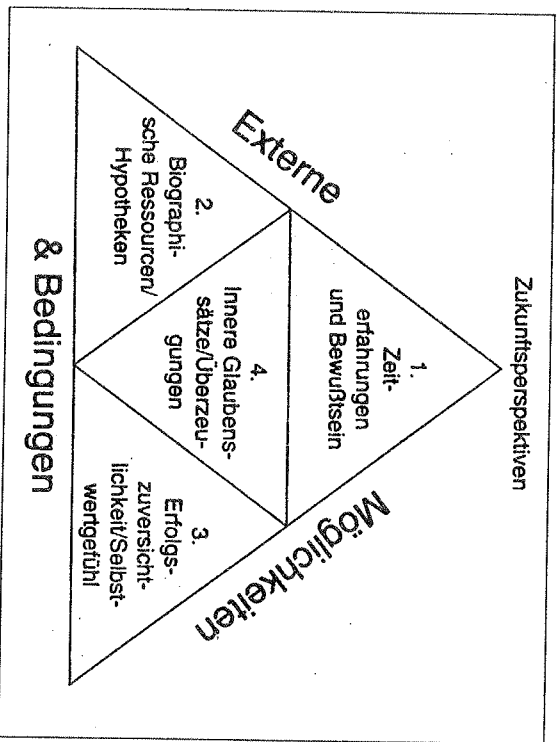 Zukunftsperspektiven
Externe
Möglichkeiten
1.
Zeit-
erfahrungen
und Bewußtsein
2.
Biographi-
sche Ressourcen/
Hypotheken
4.
Innere Glaubens-
sätze/Überzeu-
gungen
3.
Erfolgs-
zuversicht-
lichkeit/Selbst-
wertgefühl
& Bedingungen